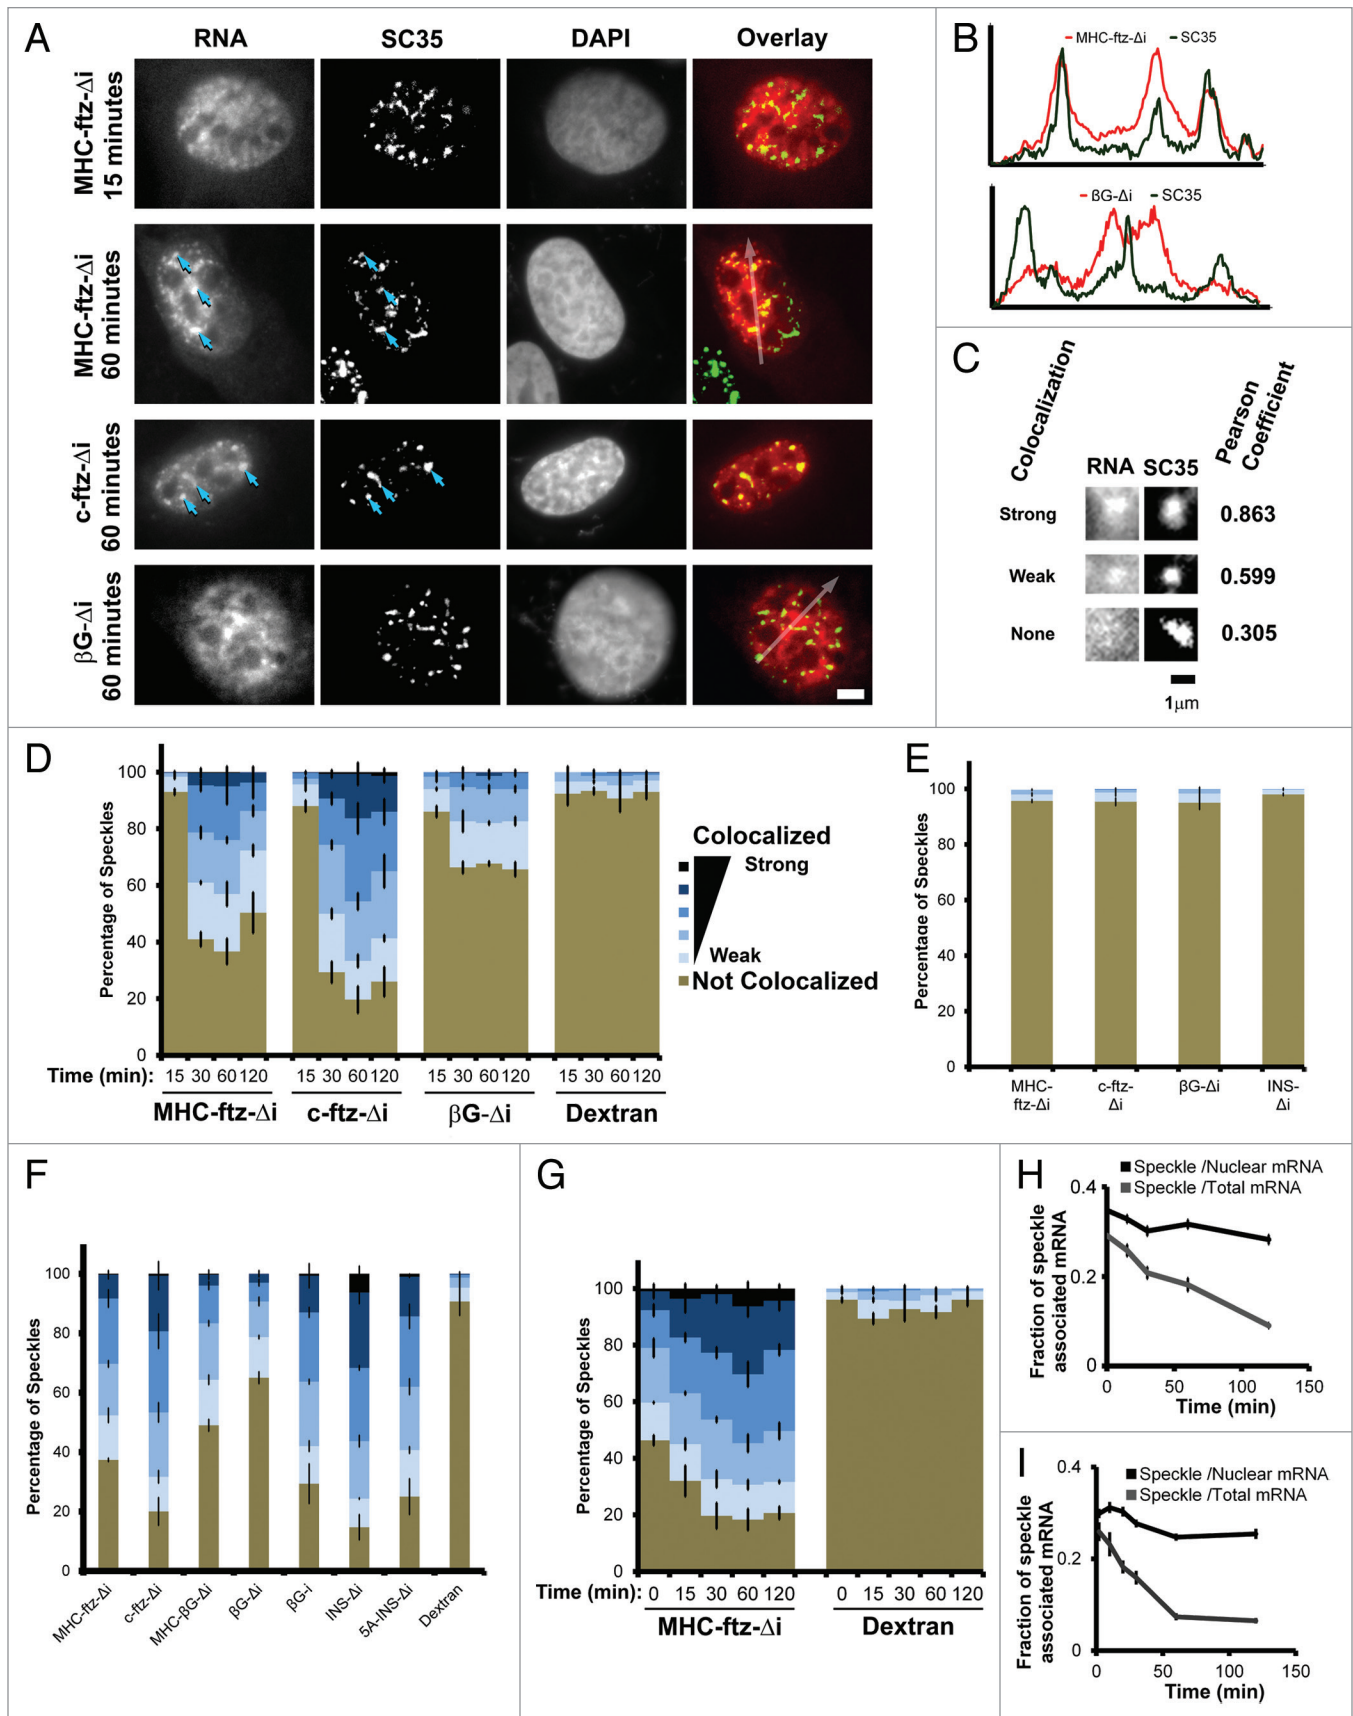 A
RNA SC35 DAPI Overlay
MHC-ftz-Δi
15 minutes
MHC-ftz-Δi
60 minutes
c-ftz-Δi
60 minutes
βG-Δi
60 minutes
B
MHC-ftz-Δi SC35
βG-Δi SC35
C
Colocalization
RNA SC35
Pearson
Coefficient
Strong 0.863
Weak 0.599
None 0.305
1μm
D
Percentage of Speckles
100
80
60
40
20
0
Time (min): 15 30 60 120 15 30 60 120 15 30 60 120 15 30 60 120
MHC-ftz-Δi c-ftz-Δi βG-Δi Dextran
Colocalized
Strong
Weak
Not Colocalized
E
Percentage of Speckles
100
80
60
40
20
0
MHC-
ftz-Δi
c-ftz-
Δi
βG-Δi
INS-
Δi
F
Percentage of Speckles
100
80
60
40
20
0
MHC-ftz-Δi
c-ftz-Δi
MHC-βG-Δi
βG-Δi
βG-i
INS-Δi
5A-INS-Δi
Dextran
G
Percentage of Speckles
100
80
60
40
20
0
Time (min): 0 15 30 60 120 0 15 30 60 120
MHC-ftz-Δi Dextran
H
Speckle /Nuclear mRNA
Speckle /Total mRNA
Fraction of speckle
associated mRNA
0.4
0.2
0
0 50 100 150
Time (min)
I
Speckle /Nuclear mRNA
Speckle /Total mRNA
Fraction of speckle
associated mRNA
0.4
0.2
0
0 50 100 150
Time (min)